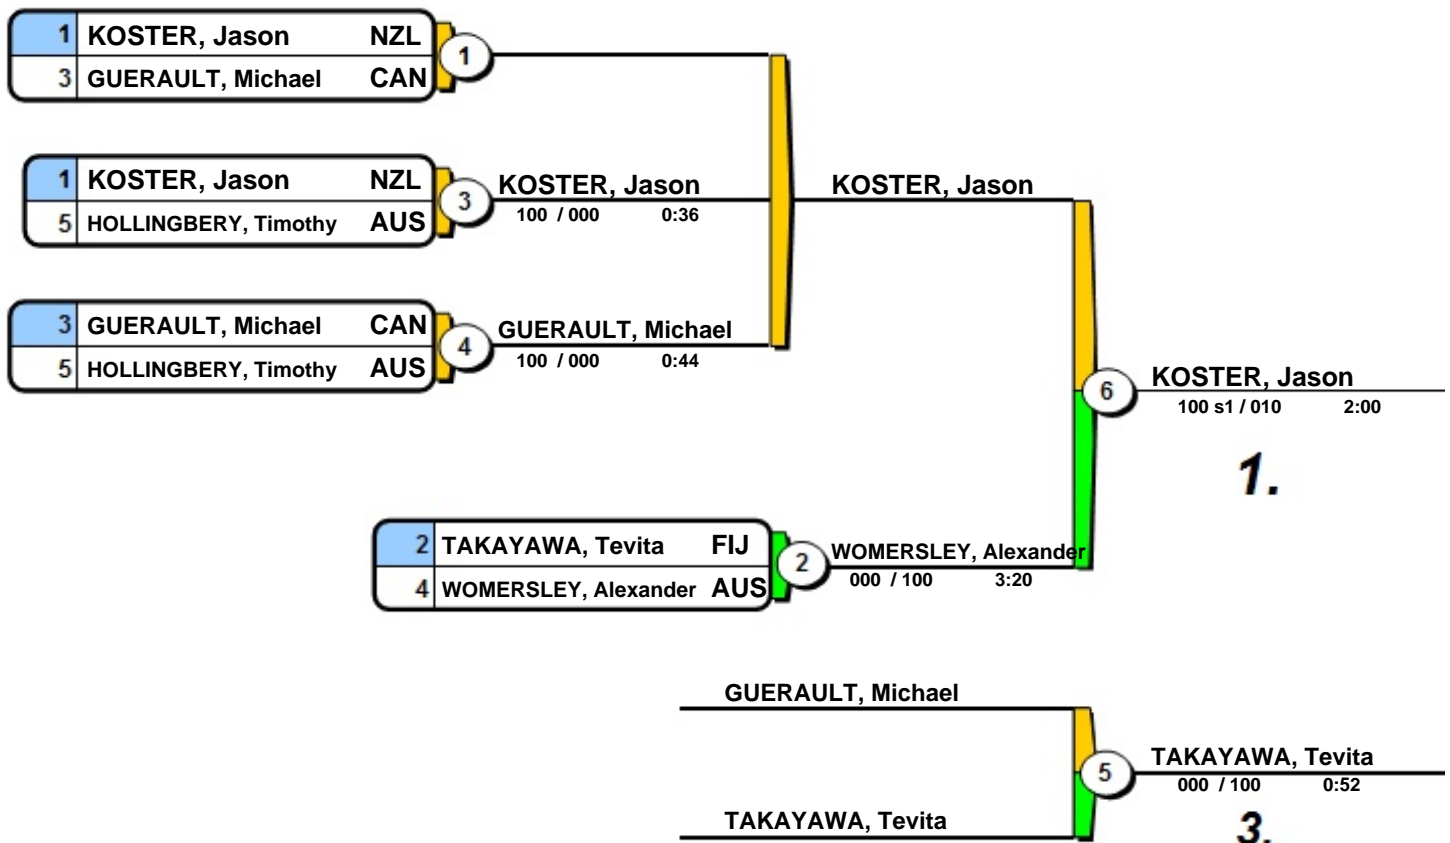 1 KOSTER, Jason NZL
3 GUERAULT, Michael CAN
1
1 KOSTER, Jason NZL
5 HOLLINGBERY, Timothy AUS
3
KOSTER, Jason
100 / 000 0:36
KOSTER, Jason
3 GUERAULT, Michael CAN
5 HOLLINGBERY, Timothy AUS
4
GUERAULT, Michael
100 / 000 0:44
6
KOSTER, Jason
100 s1 / 010 2:00
1.
2 TAKAYAWA, Tevita FIJ
4 WOMERSLEY, Alexander AUS
2
WOMERSLEY, Alexander
000 / 100 3:20
GUERAULT, Michael
TAKAYAWA, Tevita
5
TAKAYAWA, Tevita
000 / 100 0:52
3.